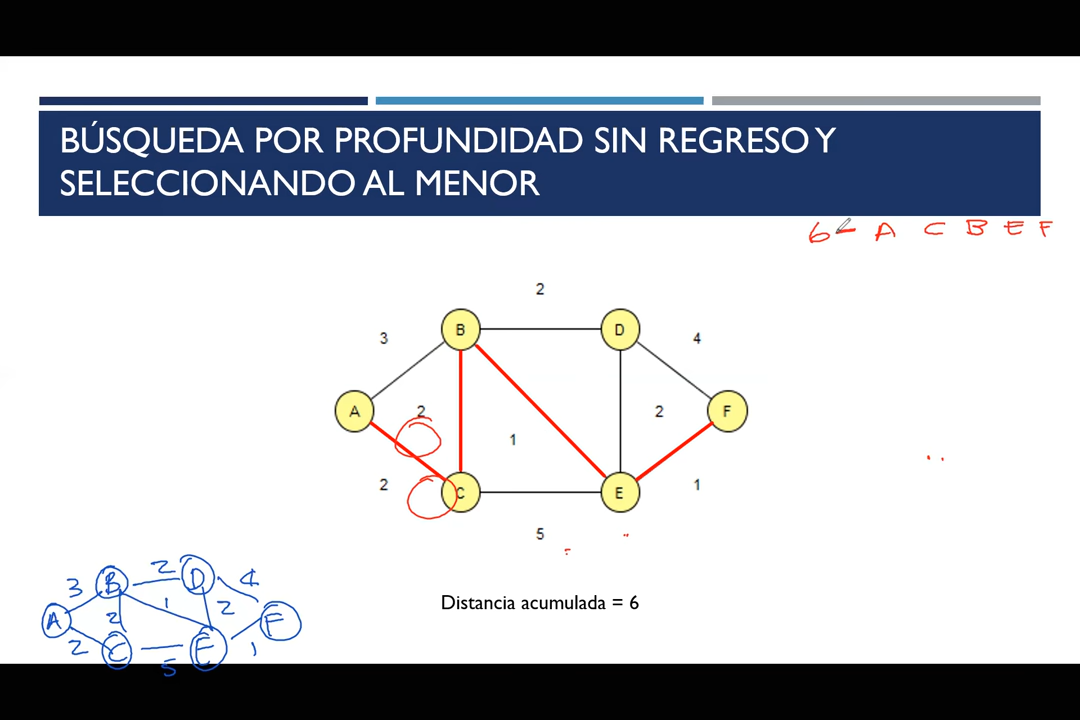 BÚSQUEDA POR PROFUNDIDAD SIN REGRESO Y
SELECCIONANDO AL MENOR
6 ← A C B E F
2
3
B
D
4
A
2
2
F
1
2
C
E
1
5
Distancia acumulada = 6
3 B 2 D 4
A 2 1 2 F
2 C 5 E 1